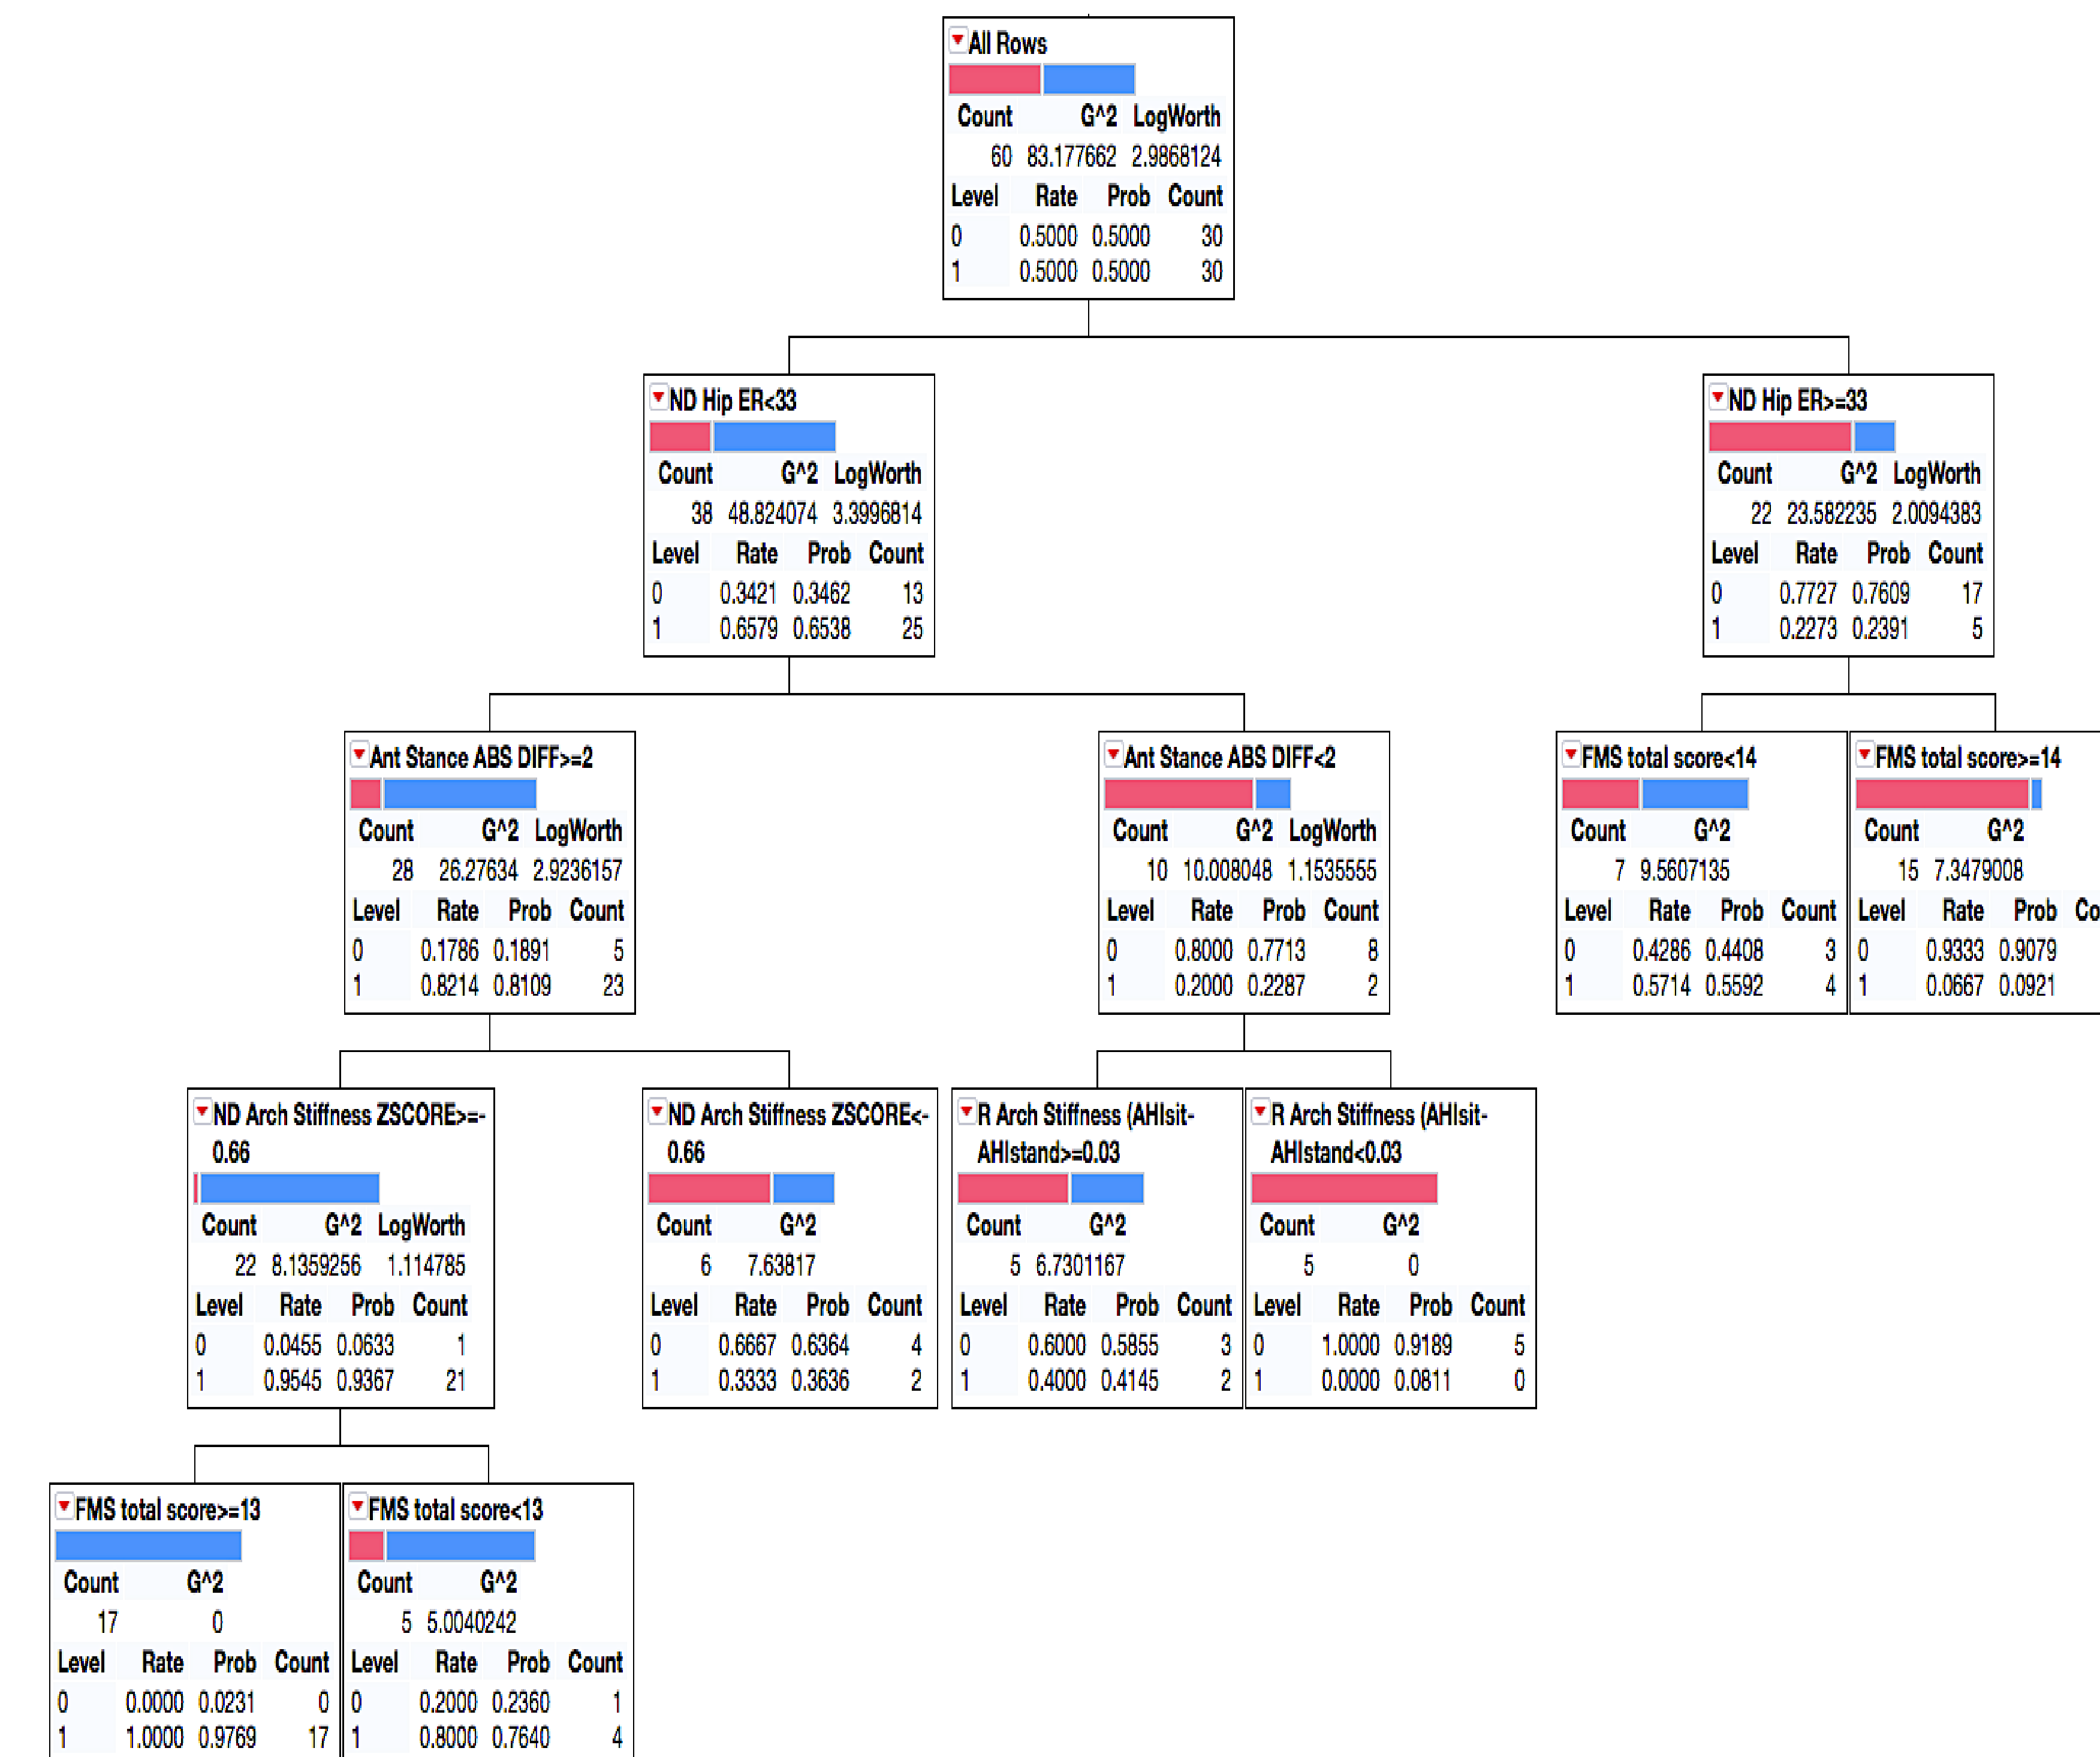 All Rows
Count G^2 LogWorth
60 83.177662 2.9868124
Level Rate Prob Count
0 0.5000 0.5000 30
1 0.5000 0.5000 30
ND Hip ER<33
Count G^2 LogWorth
38 48.824074 3.3996814
Level Rate Prob Count
0 0.3421 0.3462 13
1 0.6579 0.6538 25
ND Hip ER>=33
Count G^2 LogWorth
22 23.582235 2.0094383
Level Rate Prob Count
0 0.7727 0.7609 17
1 0.2273 0.2391 5
Ant Stance ABS DIFF>=2
Count G^2 LogWorth
28 26.27634 2.9236157
Level Rate Prob Count
0 0.1786 0.1891 5
1 0.8214 0.8109 23
Ant Stance ABS DIFF<2
Count G^2 LogWorth
10 10.008048 1.1535555
Level Rate Prob Count
0 0.8000 0.7713 8
1 0.2000 0.2287 2
FMS total score<14
Count G^2
7 9.5607135
Level Rate Prob Count
0 0.4286 0.4408 3
1 0.5714 0.5592 4
FMS total score>=14
Count G^2
15 7.3479008
Level Rate Prob Co
0 0.9333 0.9079
1 0.0667 0.0921
ND Arch Stiffness ZSCORE>=-
0.66
Count G^2 LogWorth
22 8.1359256 1.114785
Level Rate Prob Count
0 0.0455 0.0633 1
1 0.9545 0.9367 21
ND Arch Stiffness ZSCORE<-
0.66
Count G^2
6 7.63817
Level Rate Prob Count
0 0.6667 0.6364 4
1 0.3333 0.3636 2
R Arch Stiffness (AHIsit-
AHIstand>=0.03
Count G^2
5 6.7301167
Level Rate Prob Count
0 0.6000 0.5855 3
1 0.4000 0.4145 2
R Arch Stiffness (AHIsit-
AHIstand<0.03
Count G^2
5 0
Level Rate Prob Count
0 1.0000 0.9189 5
1 0.0000 0.0811 0
FMS total score>=13
Count G^2
17 0
Level Rate Prob Count
0 0.0000 0.0231 0
1 1.0000 0.9769 17
FMS total score<13
Count G^2
5 5.0040242
Level Rate Prob Count
0 0.2000 0.2360 1
1 0.8000 0.7640 4